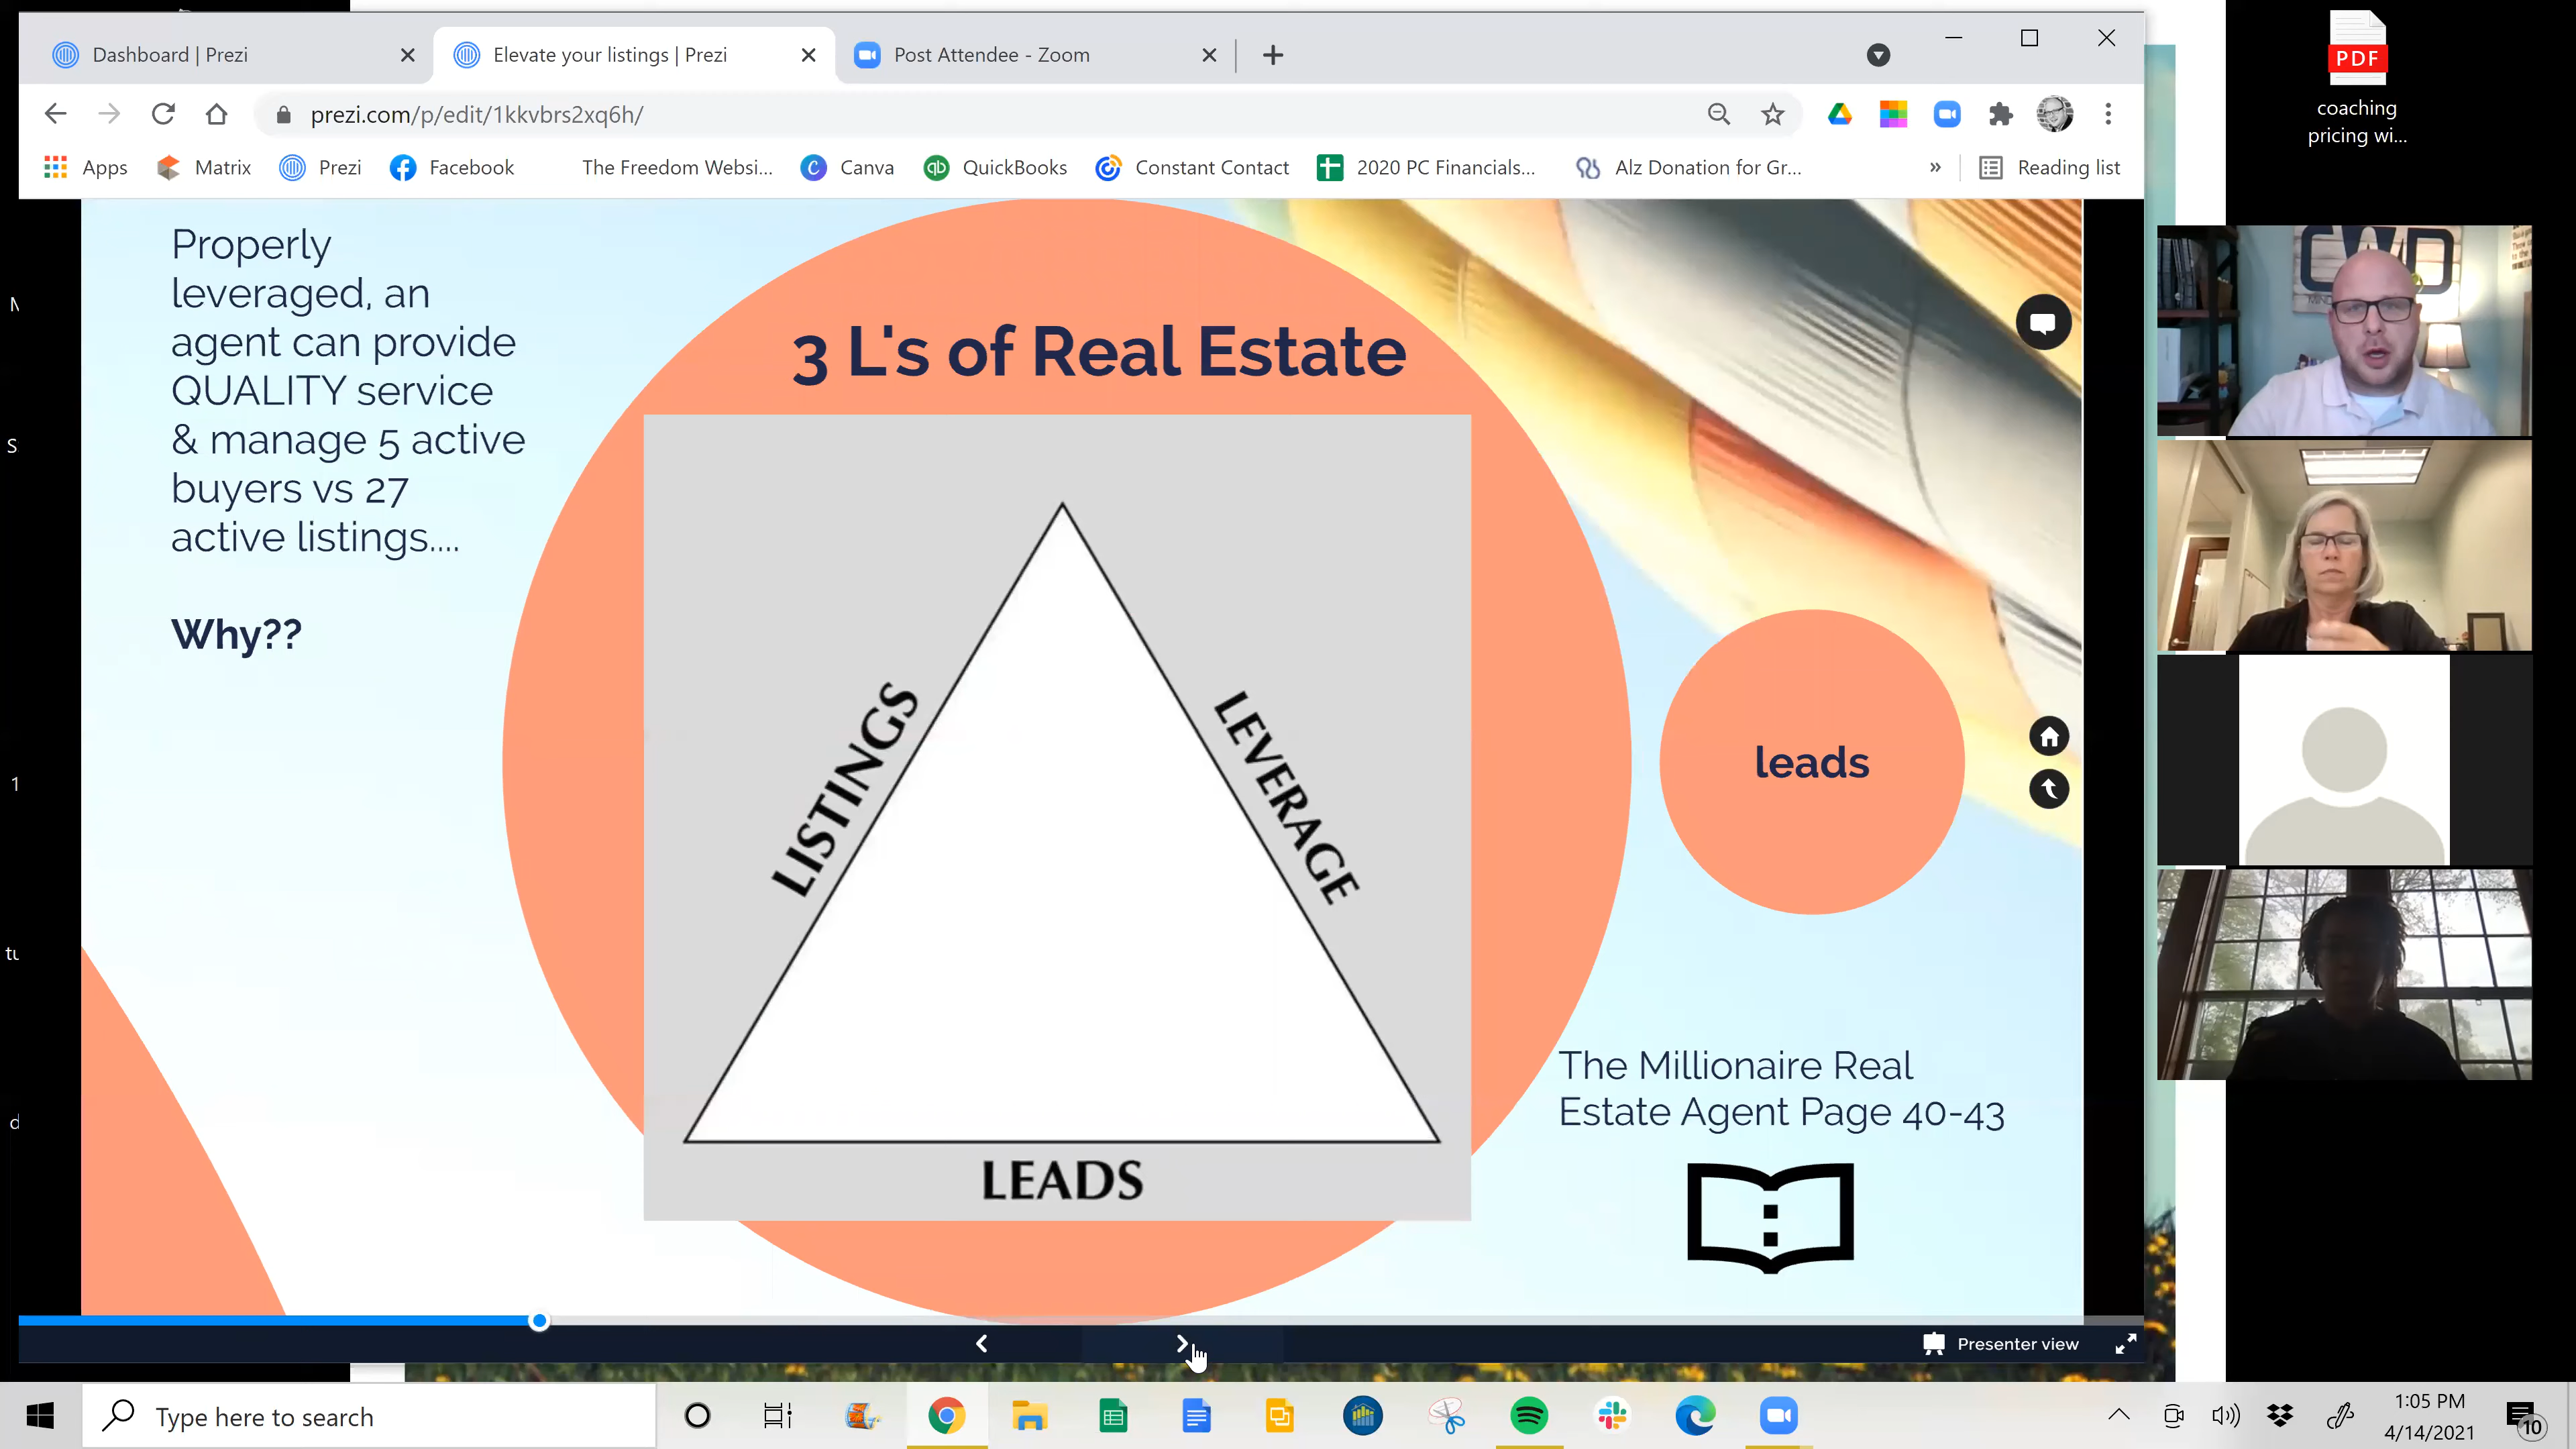 Dashboard | Prezi
Elevate your listings | Prezi
Post Attendee - Zoom
prezi.com/p/edit/1kkvbrs2xq6h/
Apps
Matrix
Prezi
Facebook
The Freedom Websi...
Canva
qb
QuickBooks
Constant Contact
2020 PC Financials...
Alz Donation for Gr...
»
Reading list
PDF
coaching
pricing wi...
Properly
leveraged, an
agent can provide
QUALITY service
& manage 5 active
buyers vs 27
active listings....
Why??
3 L's of Real Estate
LISTINGS
LEVERAGE
LEADS
leads
The Millionaire Real
Estate Agent Page 40-43
CWD
Presenter view
Type here to search
1:05 PM
4/14/2021
10